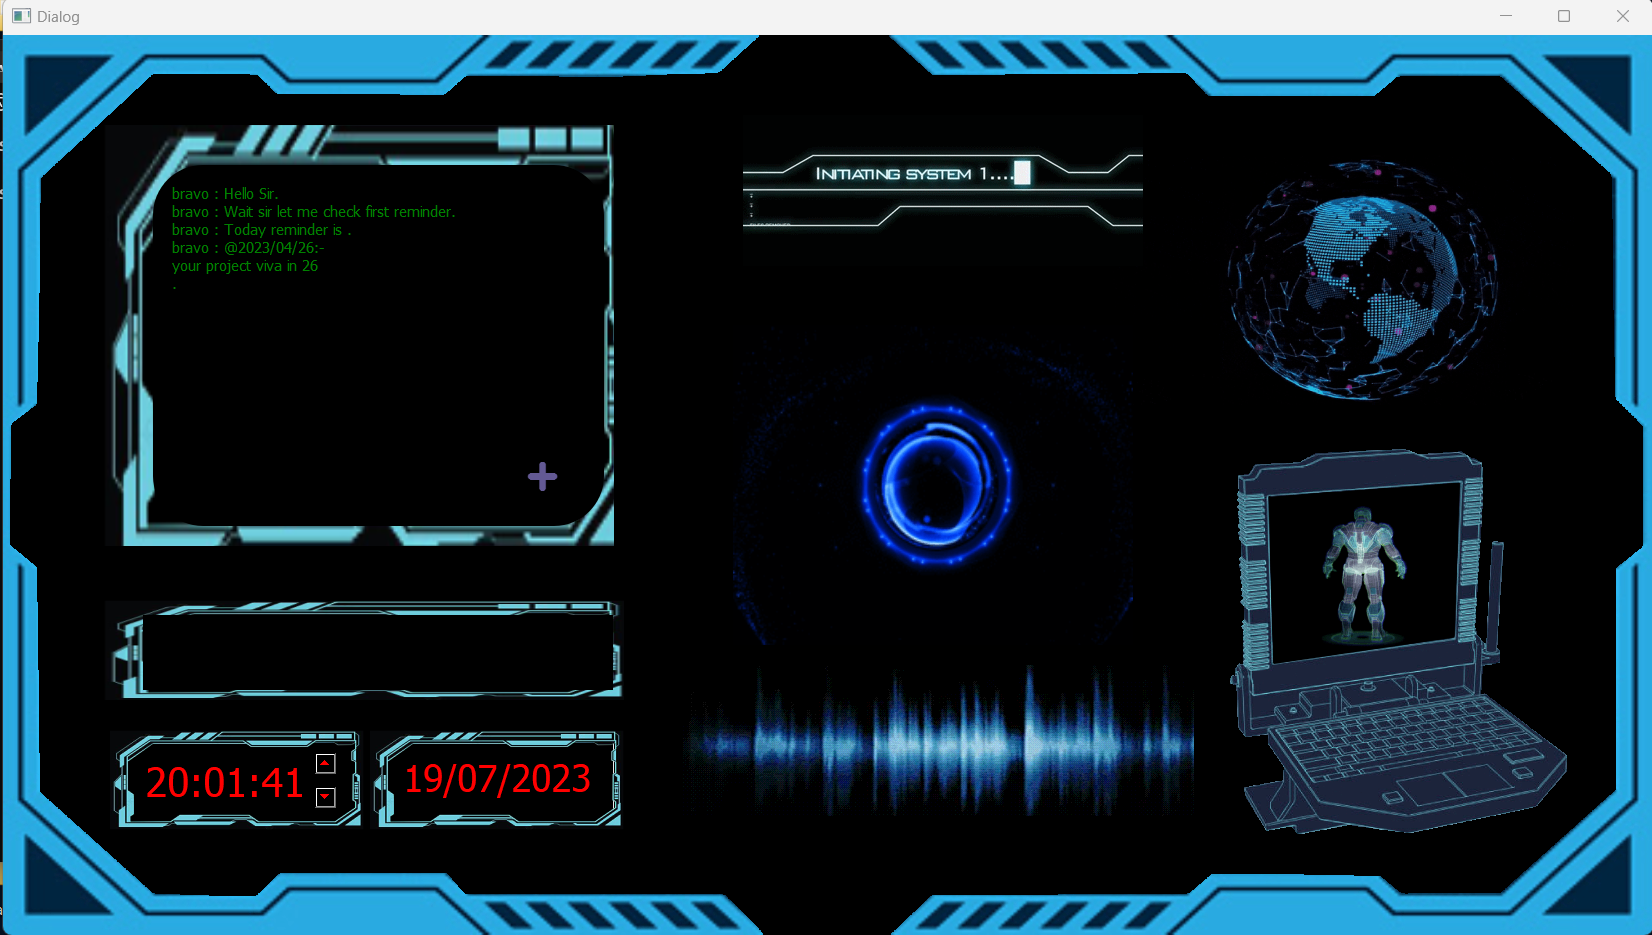 Dialog
bravo : Hello Sir.
bravo : Wait sir let me check first reminder.
bravo : Today reminder is .
bravo : @2023/04/26:-
your project viva in 26
.
INITIATING SYSTEM 1....
20:01:41
19/07/2023